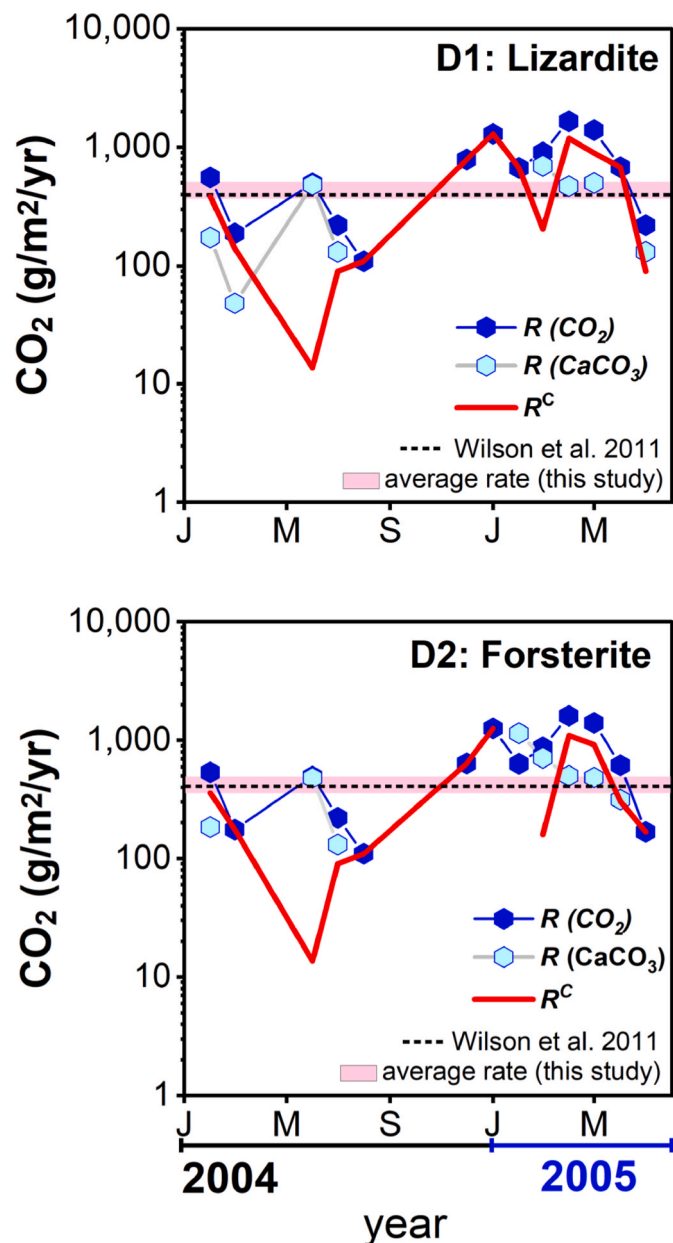 D1: Lizardite
10,000
1,000
100
10
1
CO₂ (g/m²/yr)
R (CO₂)
R (CaCO₃)
Rᶜ
Wilson et al. 2011
average rate (this study)
J M S J M
D2: Forsterite
10,000
1,000
100
10
1
CO₂ (g/m²/yr)
R (CO₂)
R (CaCO₃)
Rᶜ
Wilson et al. 2011
average rate (this study)
J M S J M
2004 2005
year